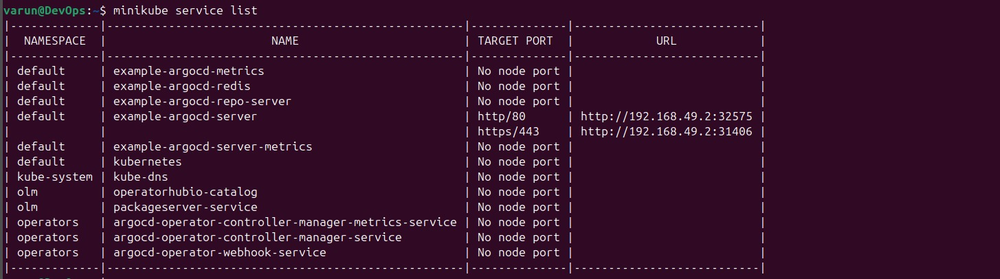 varun@DevOps:~$ minikube service list
|-------------|----------------------------------------------------|--------------|---------------------------|
|  NAMESPACE  |                        NAME                        | TARGET PORT  |            URL            |
|-------------|----------------------------------------------------|--------------|---------------------------|
| default     | example-argocd-metrics                             | No node port |                           |
| default     | example-argocd-redis                               | No node port |                           |
| default     | example-argocd-repo-server                         | No node port |                           |
| default     | example-argocd-server                              | http/80      | http://192.168.49.2:32575 |
|             |                                                    | https/443    | http://192.168.49.2:31406 |
| default     | example-argocd-server-metrics                      | No node port |                           |
| default     | kubernetes                                         | No node port |                           |
| kube-system | kube-dns                                           | No node port |                           |
| olm         | operatorhubio-catalog                              | No node port |                           |
| olm         | packageserver-service                              | No node port |                           |
| operators   | argocd-operator-controller-manager-metrics-service | No node port |                           |
| operators   | argocd-operator-controller-manager-service         | No node port |                           |
| operators   | argocd-operator-webhook-service                    | No node port |                           |
|-------------|----------------------------------------------------|--------------|---------------------------|